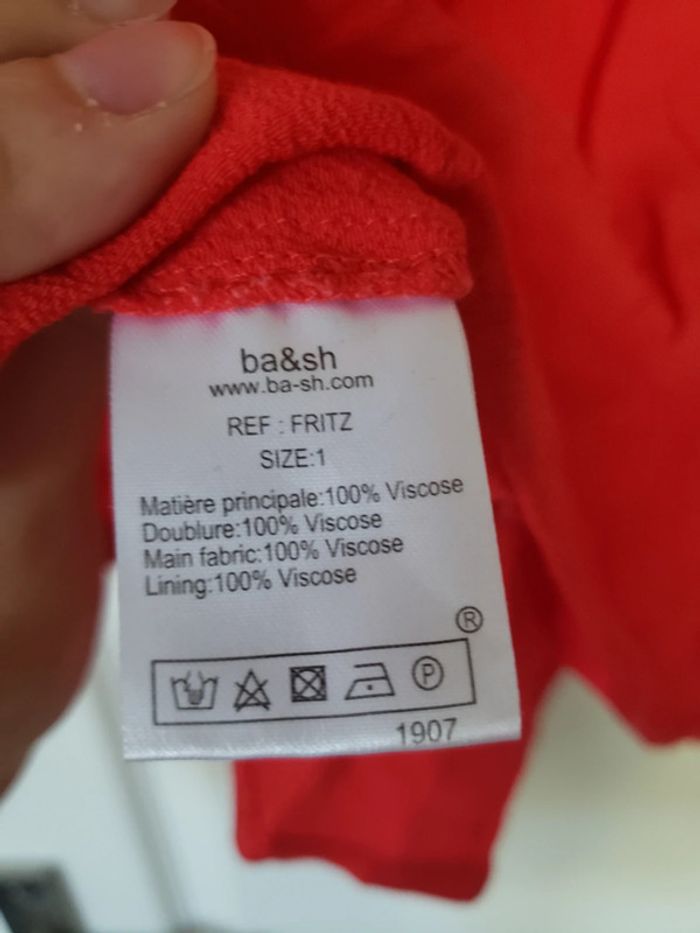 ba&sh
www.ba-sh.com
REF : FRITZ
SIZE:1
Matière principale:100% Viscose
Doublure:100% Viscose
Main fabric:100% Viscose
Lining:100% Viscose
®
P
1907